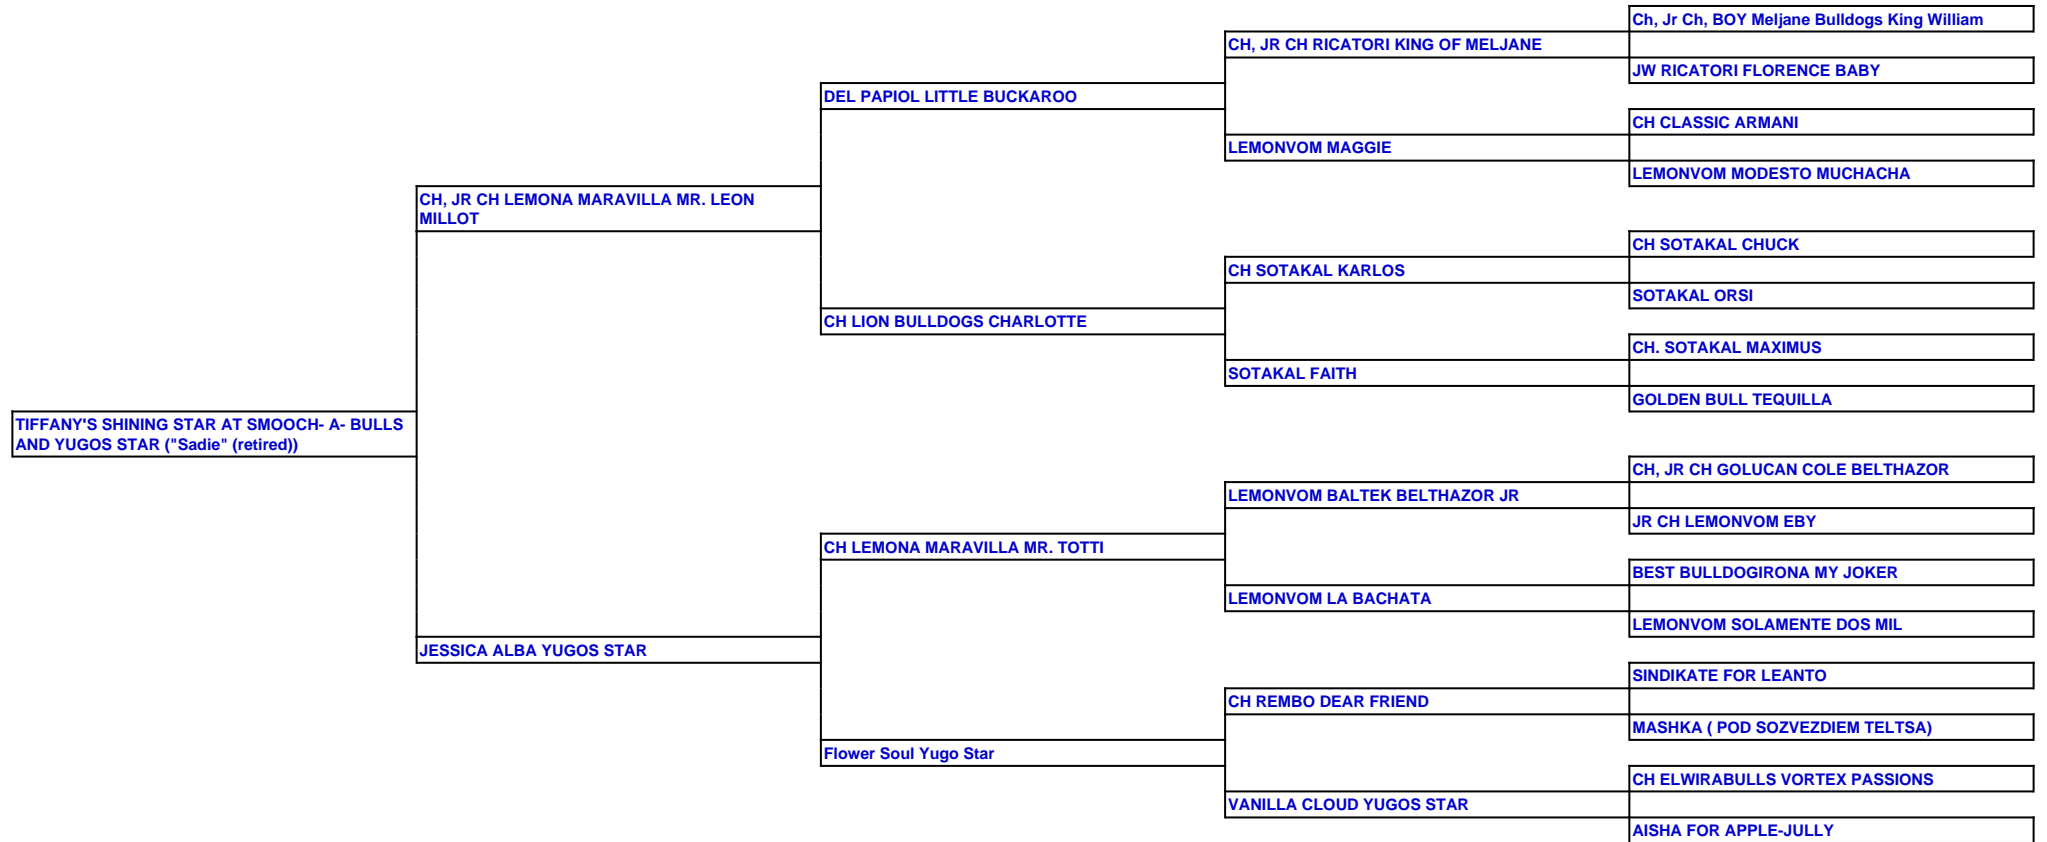 Ch, Jr Ch, BOY Meljane Bulldogs King William
CH, JR CH RICATORI KING OF MELJANE
JW RICATORI FLORENCE BABY
DEL PAPIOL LITTLE BUCKAROO
CH CLASSIC ARMANI
LEMONVOM MAGGIE
LEMONVOM MODESTO MUCHACHA
CH, JR CH LEMONA MARAVILLA MR. LEON
MILLOT
CH SOTAKAL CHUCK
CH SOTAKAL KARLOS
SOTAKAL ORSI
CH LION BULLDOGS CHARLOTTE
CH. SOTAKAL MAXIMUS
SOTAKAL FAITH
GOLDEN BULL TEQUILLA
TIFFANY'S SHINING STAR AT SMOOCH- A- BULLS
AND YUGOS STAR ("Sadie" (retired))
CH, JR CH GOLUCAN COLE BELTHAZOR
LEMONVOM BALTEK BELTHAZOR JR
JR CH LEMONVOM EBY
CH LEMONA MARAVILLA MR. TOTTI
BEST BULLDOGIRONA MY JOKER
LEMONVOM LA BACHATA
LEMONVOM SOLAMENTE DOS MIL
JESSICA ALBA YUGOS STAR
SINDIKATE FOR LEANTO
CH REMBO DEAR FRIEND
MASHKA ( POD SOZVEZDIEM TELTSA)
Flower Soul Yugo Star
CH ELWIRABULLS VORTEX PASSIONS
VANILLA CLOUD YUGOS STAR
AISHA FOR APPLE-JULLY